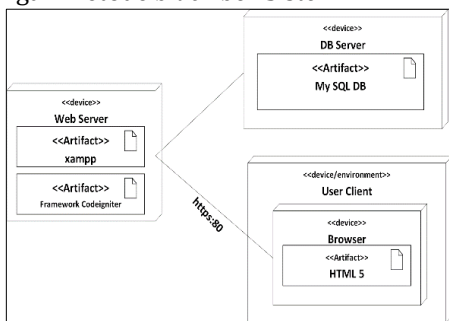 <<device>>
Web Server
<<Artifact>>
xampp
<<Artifact>>
Framework Codeigniter
<<device>>
DB Server
<<Artifact>>
My SQL DB
https:80
<<device/environment>>
User Client
<<device>>
Browser
<<Artifact>>
HTML 5